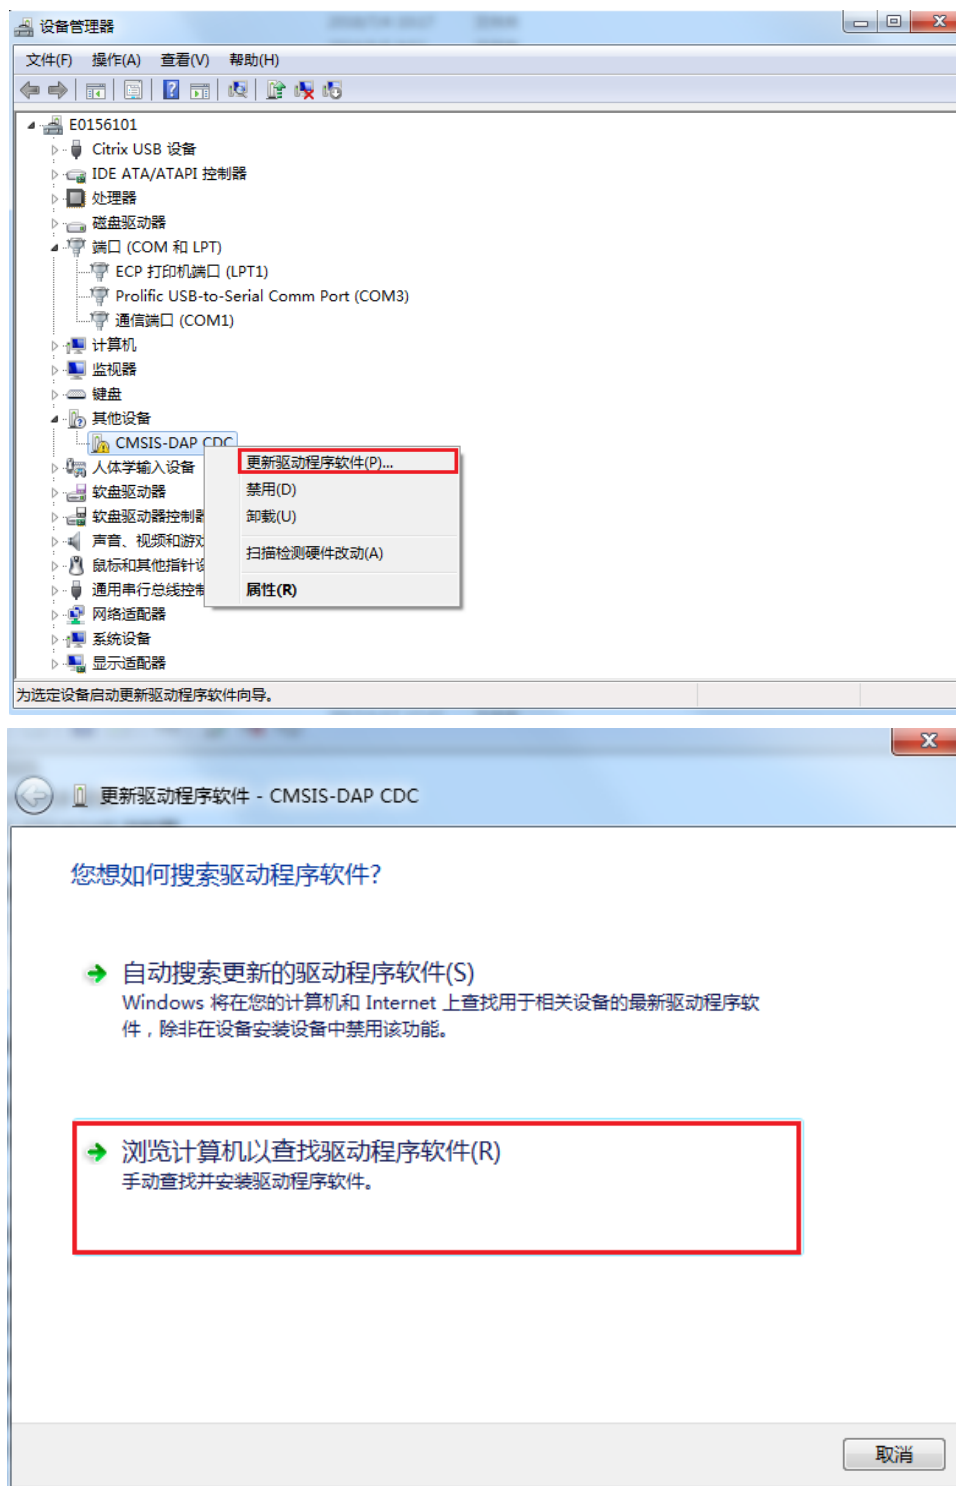 设备管理器
文件(F) 操作(A) 查看(V) 帮助(H)
E0156101
Citrix USB 设备
IDE ATA/ATAPI 控制器
处理器
磁盘驱动器
端口 (COM 和 LPT)
ECP 打印机端口 (LPT1)
Prolific USB-to-Serial Comm Port (COM3)
通信端口 (COM1)
计算机
监视器
键盘
其他设备
CMSIS-DAP CDC
人体学输入设备
软盘驱动器
软盘驱动器控制器
声音、视频和游戏
鼠标和其他指针设
通用串行总线控制
网络适配器
系统设备
显示适配器
更新驱动程序软件(P)...
禁用(D)
卸载(U)
扫描检测硬件改动(A)
属性(R)
为选定设备启动更新驱动程序软件向导。
更新驱动程序软件 - CMSIS-DAP CDC
您想如何搜索驱动程序软件?
自动搜索更新的驱动程序软件(S)
Windows 将在您的计算机和 Internet 上查找用于相关设备的最新驱动程序软
件，除非在设备安装设备中禁用该功能。
浏览计算机以查找驱动程序软件(R)
手动查找并安装驱动程序软件。
取消